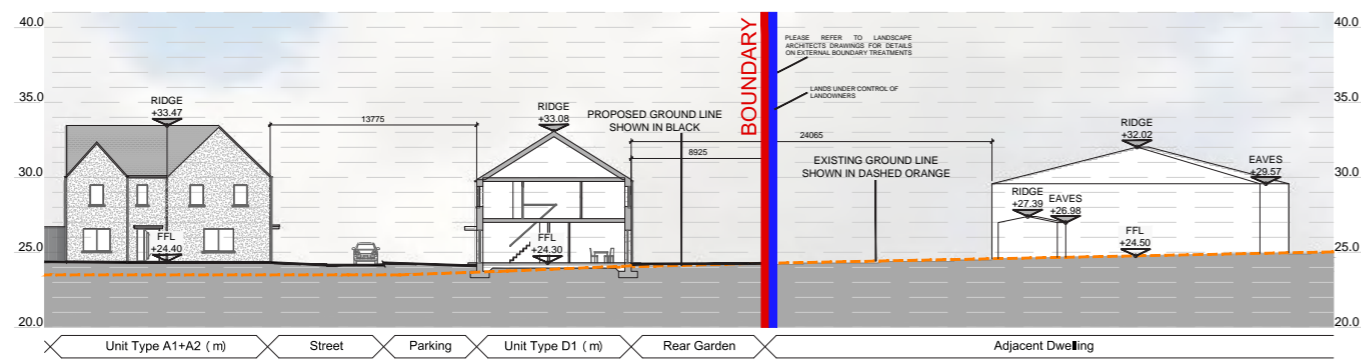 40.0
40.0
BOUNDARY
PLEASE REFER TO LANDSCAPE
ARCHITECTS DRAWINGS FOR DETAILS
ON EXTERNAL BOUNDARY TREATMENTS
LANDS UNDER CONTROL OF
LANDOWNERS
35.0
35.0
RIDGE
+33.47
13775
RIDGE
+33.08
PROPOSED GROUND LINE
SHOWN IN BLACK
24065
8925
RIDGE
+32.02
EXISTING GROUND LINE
SHOWN IN DASHED ORANGE
EAVES
+29.57
30.0
30.0
RIDGE
+27.39
EAVES
+26.98
FFL
+24.40
FFL
+24.30
FFL
+24.50
25.0
25.0
20.0
20.0
Unit Type A1+A2 ( m)
Street
Parking
Unit Type D1 ( m)
Rear Garden
Adjacent Dwelling